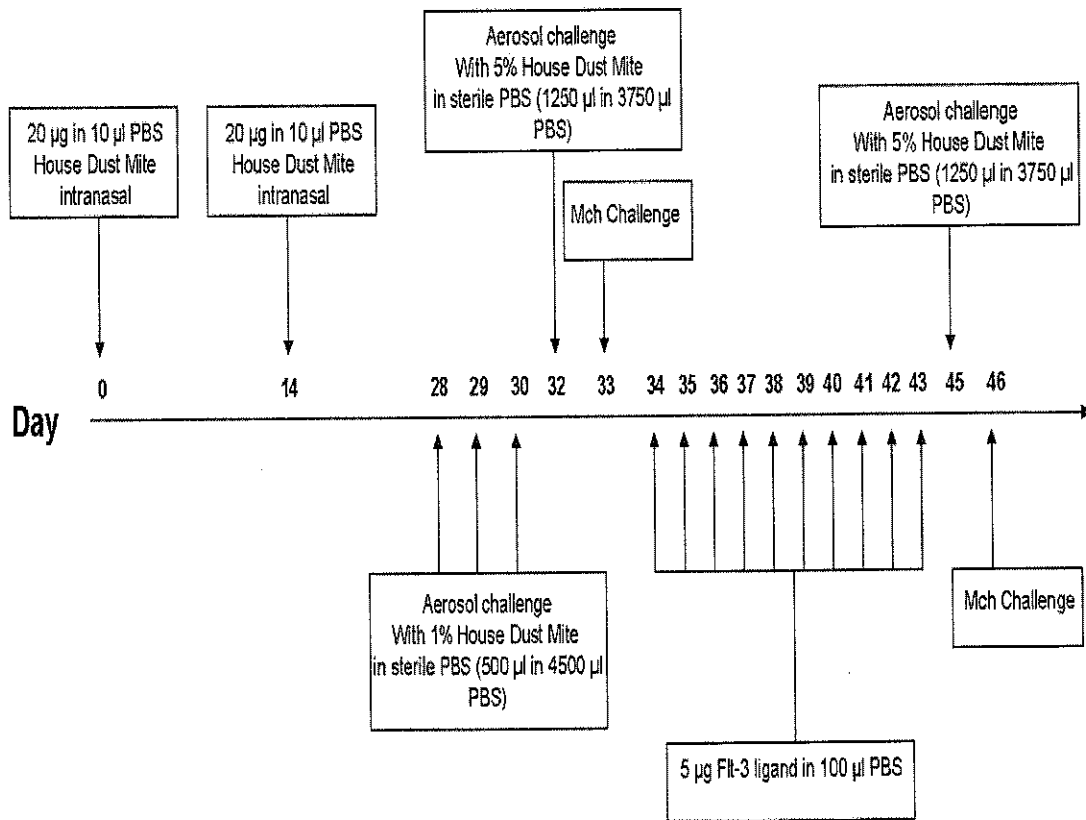 Aerosol challenge
With 5% House Dust Mite
in sterile PBS (1250 µl in 3750 µl
PBS)
20 µg in 10 µl PBS
House Dust Mite
intranasal
20 µg in 10 µl PBS
House Dust Mite
intranasal
Aerosol challenge
With 5% House Dust Mite
in sterile PBS (1250 µl in 3750 µl
PBS)
Mch Challenge
0 14 28 29 30 32 33 34 35 36 37 38 39 40 41 42 43 45 46
Day
Aerosol challenge
With 1% House Dust Mite
in sterile PBS (500 µl in 4500 µl
PBS)
Mch Challenge
5 µg Flt-3 ligand in 100 µl PBS